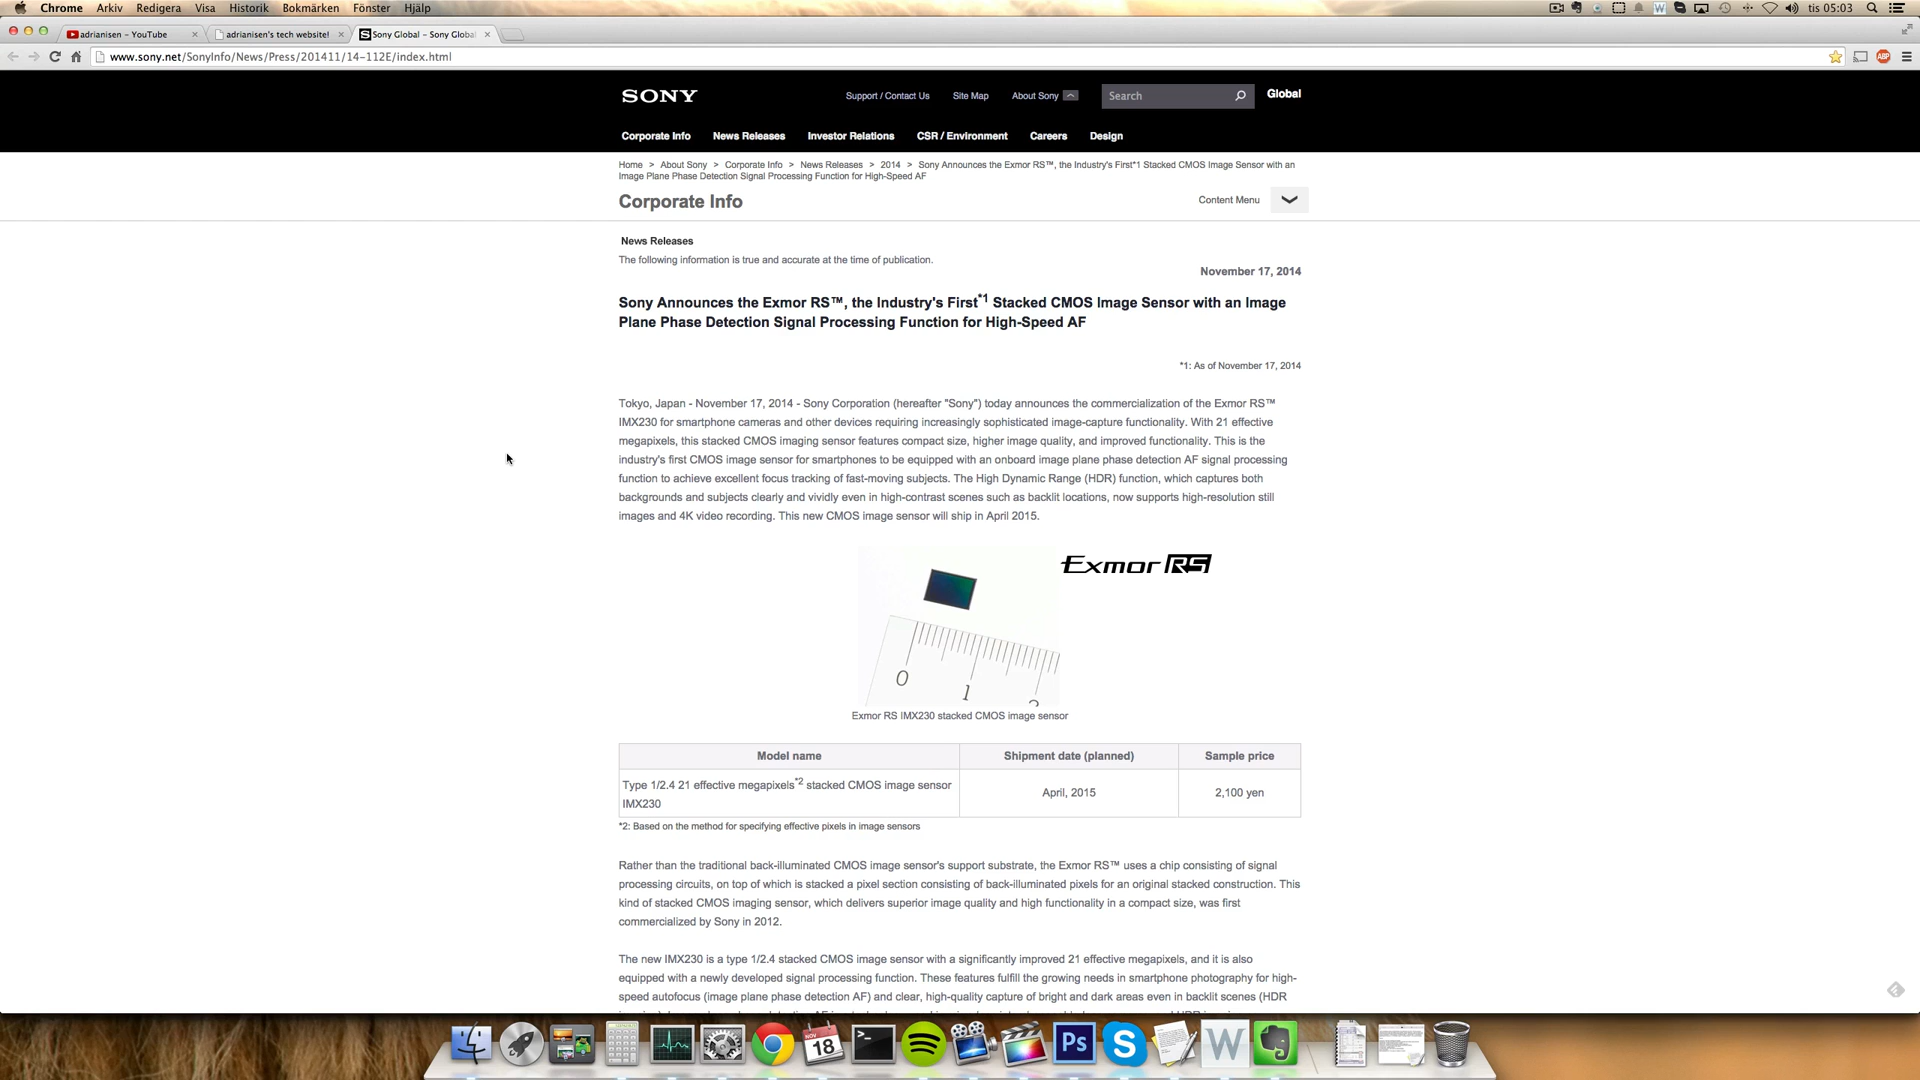 Chrome Arkiv Redigera Visa Historik Bokmärken Fönster Hjälp
tis 05:03
adrianisen – YouTube
adrianisen's tech website!
Sony Global – Sony Globa
www.sony.net/SonyInfo/News/Press/201411/14-112E/index.html
ABP
SONY
Support / Contact Us Site Map About Sony
Search
Global
Corporate Info News Releases Investor Relations CSR / Environment Careers Design
Home > About Sony > Corporate Info > News Releases > 2014 > Sony Announces the Exmor RS™, the Industry's First*1 Stacked CMOS Image Sensor with an
Image Plane Phase Detection Signal Processing Function for High-Speed AF
Corporate Info
Content Menu
News Releases
The following information is true and accurate at the time of publication.
November 17, 2014
Sony Announces the Exmor RS™, the Industry's First*1 Stacked CMOS Image Sensor with an Image
Plane Phase Detection Signal Processing Function for High-Speed AF
*1: As of November 17, 2014
Tokyo, Japan - November 17, 2014 - Sony Corporation (hereafter "Sony") today announces the commercialization of the Exmor RS™
IMX230 for smartphone cameras and other devices requiring increasingly sophisticated image-capture functionality. With 21 effective
megapixels, this stacked CMOS imaging sensor features compact size, higher image quality, and improved functionality. This is the
industry's first CMOS image sensor for smartphones to be equipped with an onboard image plane phase detection AF signal processing
function to achieve excellent focus tracking of fast-moving subjects. The High Dynamic Range (HDR) function, which captures both
backgrounds and subjects clearly and vividly even in high-contrast scenes such as backlit locations, now supports high-resolution still
images and 4K video recording. This new CMOS image sensor will ship in April 2015.
Exmor RS
0 1 2
Exmor RS IMX230 stacked CMOS image sensor
Model name Shipment date (planned) Sample price
Type 1/2.4 21 effective megapixels*2 stacked CMOS image sensor
IMX230
April, 2015
2,100 yen
*2: Based on the method for specifying effective pixels in image sensors
Rather than the traditional back-illuminated CMOS image sensor's support substrate, the Exmor RS™ uses a chip consisting of signal
processing circuits, on top of which is stacked a pixel section consisting of back-illuminated pixels for an original stacked construction. This
kind of stacked CMOS imaging sensor, which delivers superior image quality and high functionality in a compact size, was first
commercialized by Sony in 2012.
The new IMX230 is a type 1/2.4 stacked CMOS image sensor with a significantly improved 21 effective megapixels, and it is also
equipped with a newly developed signal processing function. These features fulfill the growing needs in smartphone photography for high-
speed autofocus (image plane phase detection AF) and clear, high-quality capture of bright and dark areas even in backlit scenes (HDR
NOV
18
Ps
S
W